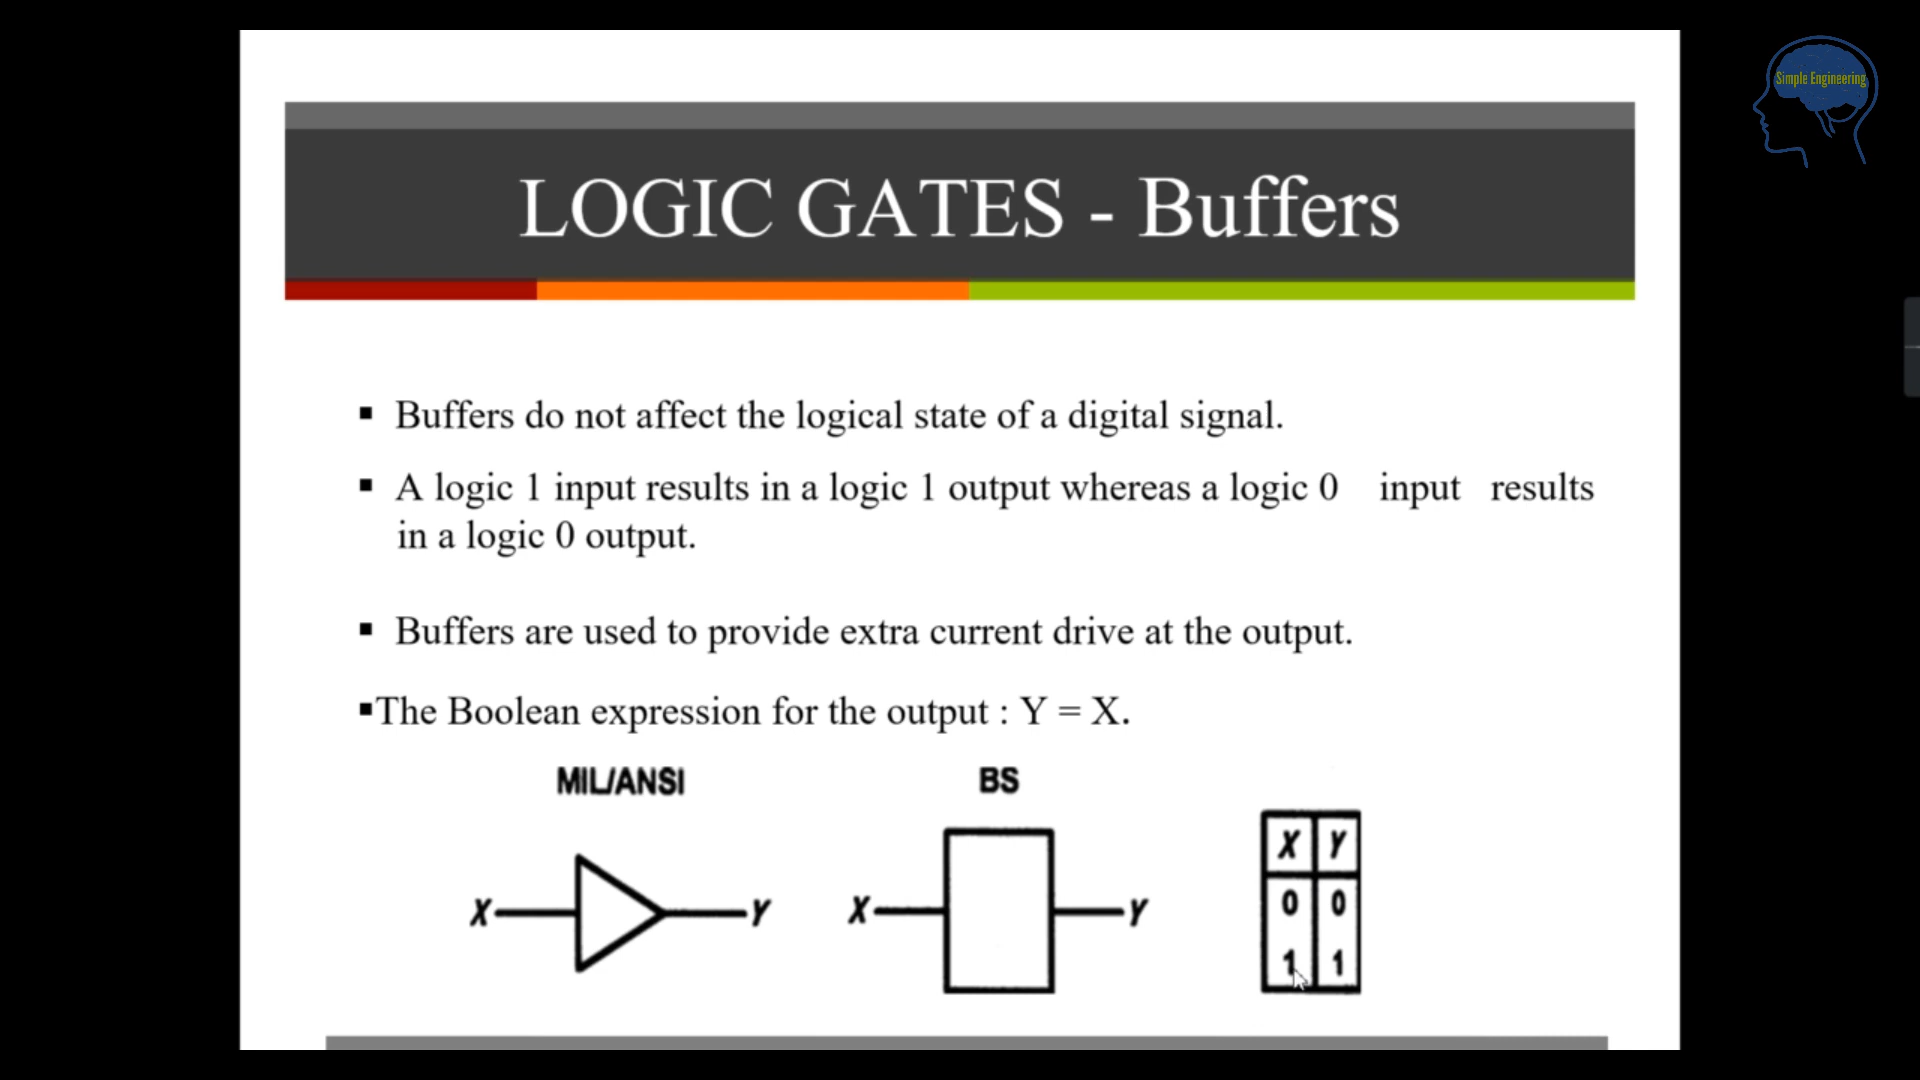 Simple Engineering
LOGIC GATES - Buffers
▪ Buffers do not affect the logical state of a digital signal.
▪ A logic 1 input results in a logic 1 output whereas a logic 0 input results
in a logic 0 output.
▪ Buffers are used to provide extra current drive at the output.
▪The Boolean expression for the output : Y = X.
MIL/ANSI BS
X Y X Y
X Y
0 0
1 1